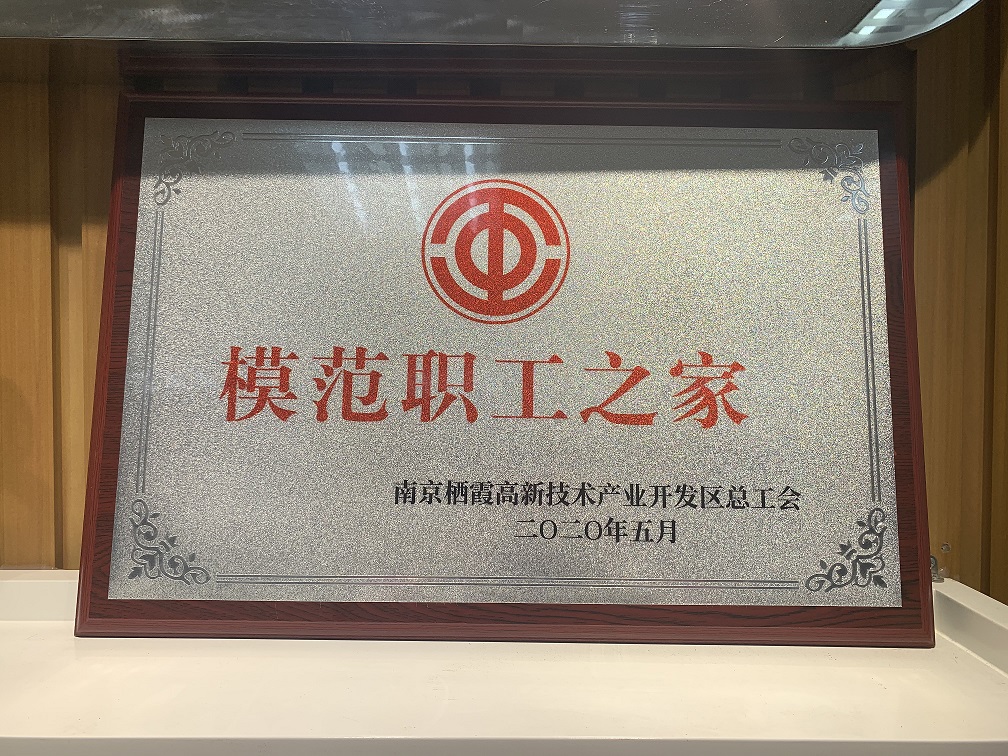 模范职工之家
南京栖霞高新技术产业开发区总工会
二〇二〇年五月